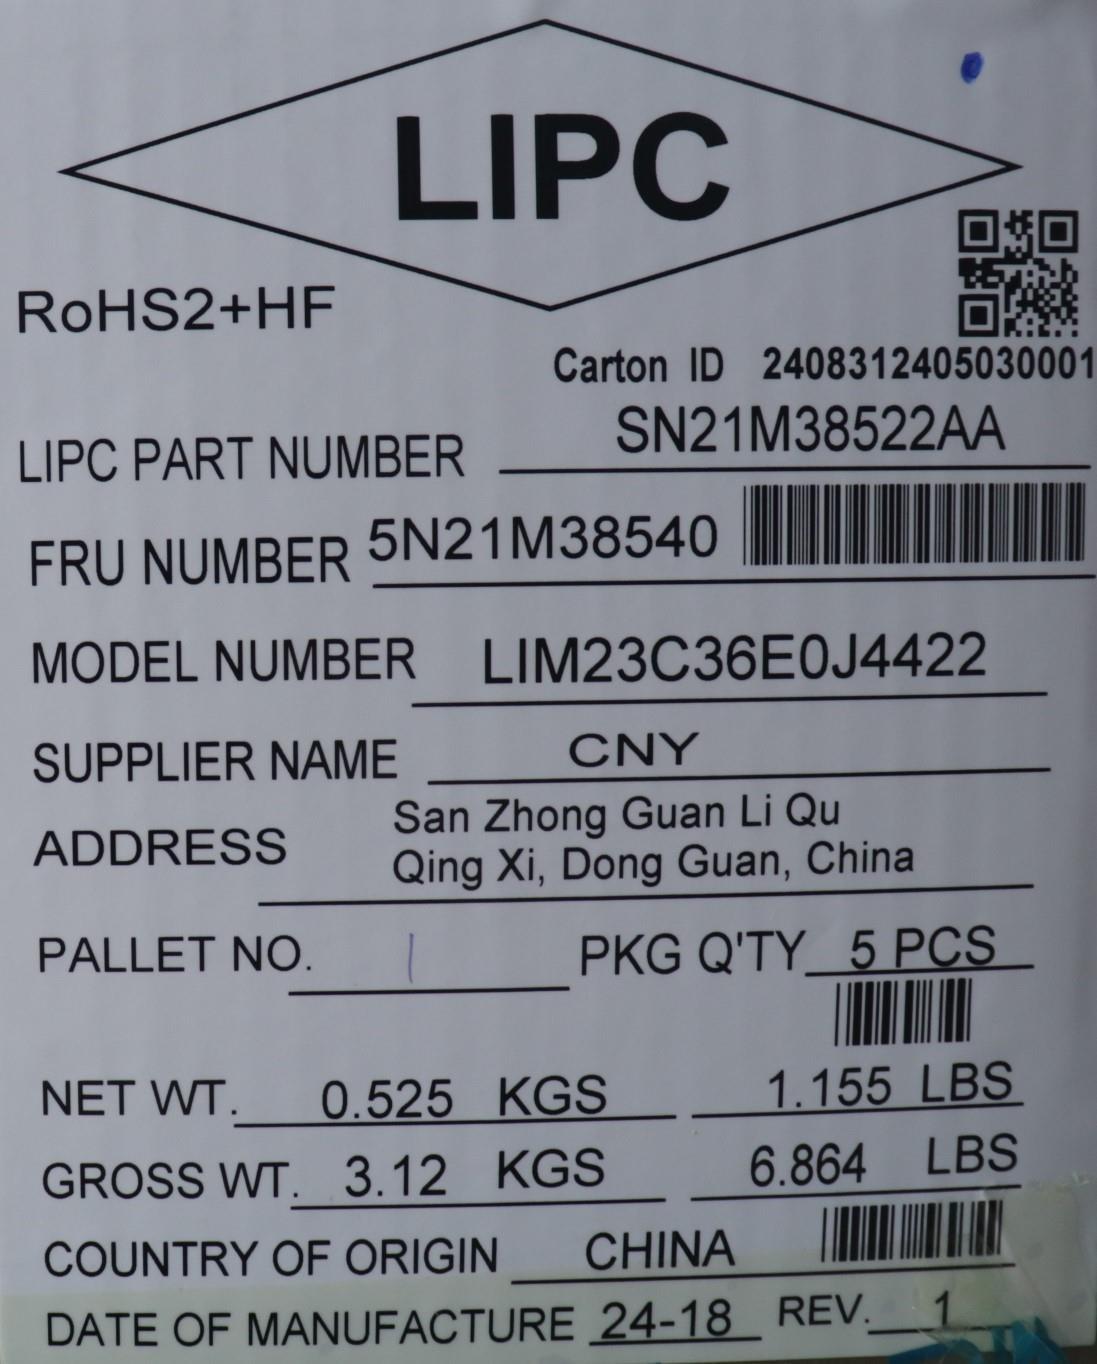 LIPC
RoHS2+HF
Carton ID 2408312405030001
LIPC PART NUMBER SN21M38522AA
FRU NUMBER 5N21M38540
MODEL NUMBER LIM23C36E0J4422
SUPPLIER NAME CNY
ADDRESS San Zhong Guan Li Qu
Qing Xi, Dong Guan, China
PALLET NO. 1 PKG Q'TY 5 PCS
NET WT. 0.525 KGS 1.155 LBS
GROSS WT. 3.12 KGS 6.864 LBS
COUNTRY OF ORIGIN CHINA
DATE OF MANUFACTURE 24-18 REV. 1